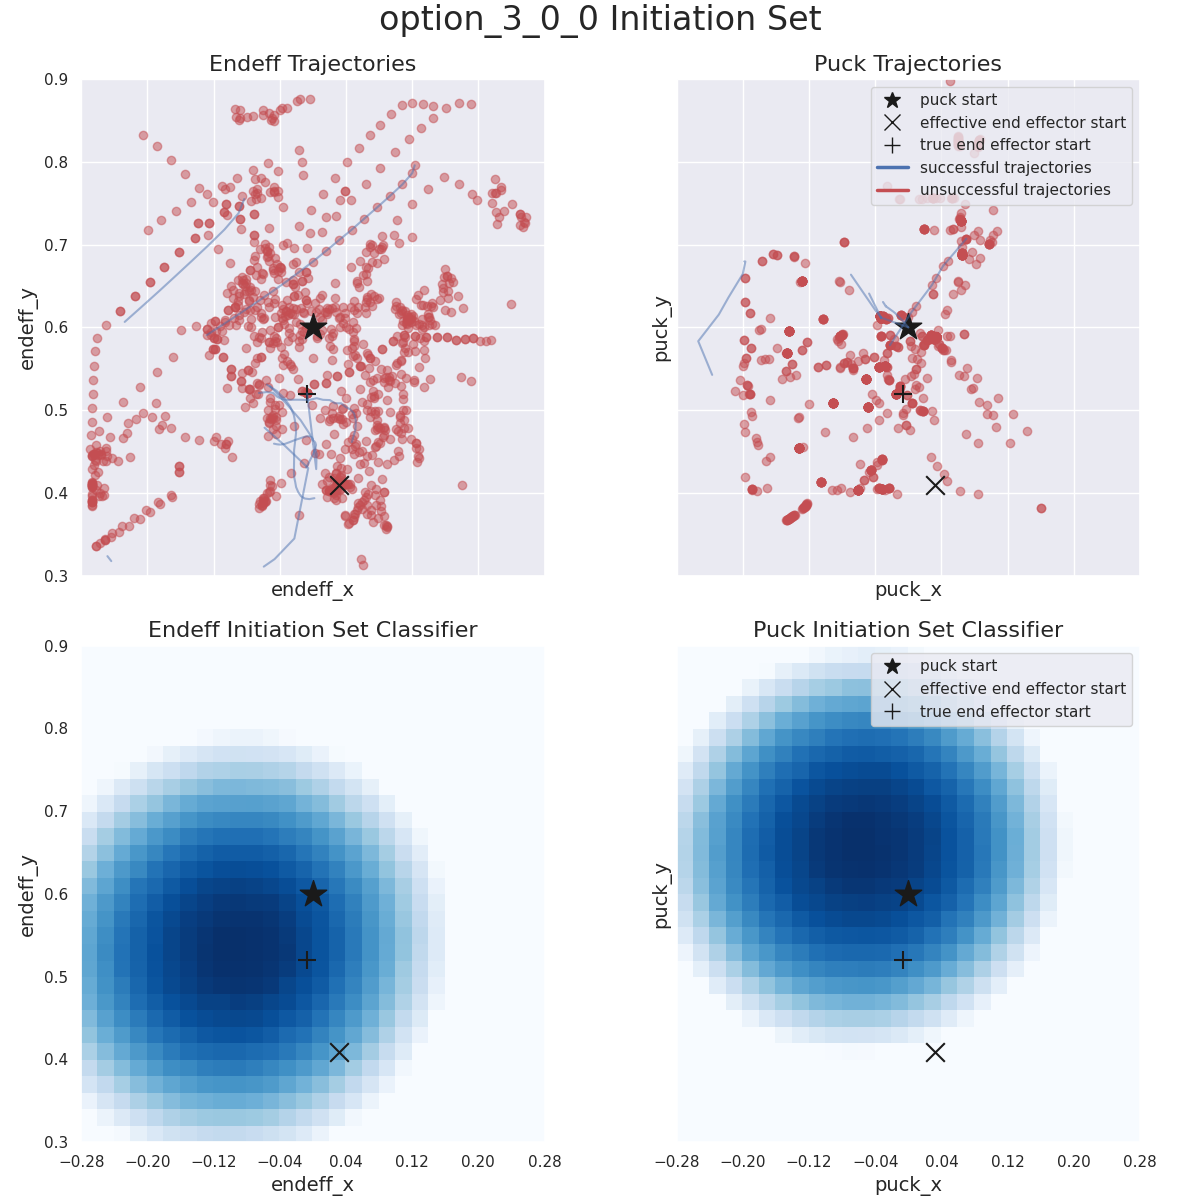 option_3_0_0 Initiation Set
Endeff Trajectories
Puck Trajectories
0.9
0.8
0.7
0.6
0.5
0.4
0.3
endeff_y
endeff_x
puck_y
puck_x
puck start
effective end effector start
true end effector start
successful trajectories
unsuccessful trajectories
Endeff Initiation Set Classifier
Puck Initiation Set Classifier
0.9
0.8
0.7
0.6
0.5
0.4
0.3
endeff_y
puck_y
puck start
effective end effector start
true end effector start
−0.28 −0.20 −0.12 −0.04 0.04 0.12 0.20 0.28
endeff_x
−0.28 −0.20 −0.12 −0.04 0.04 0.12 0.20 0.28
puck_x